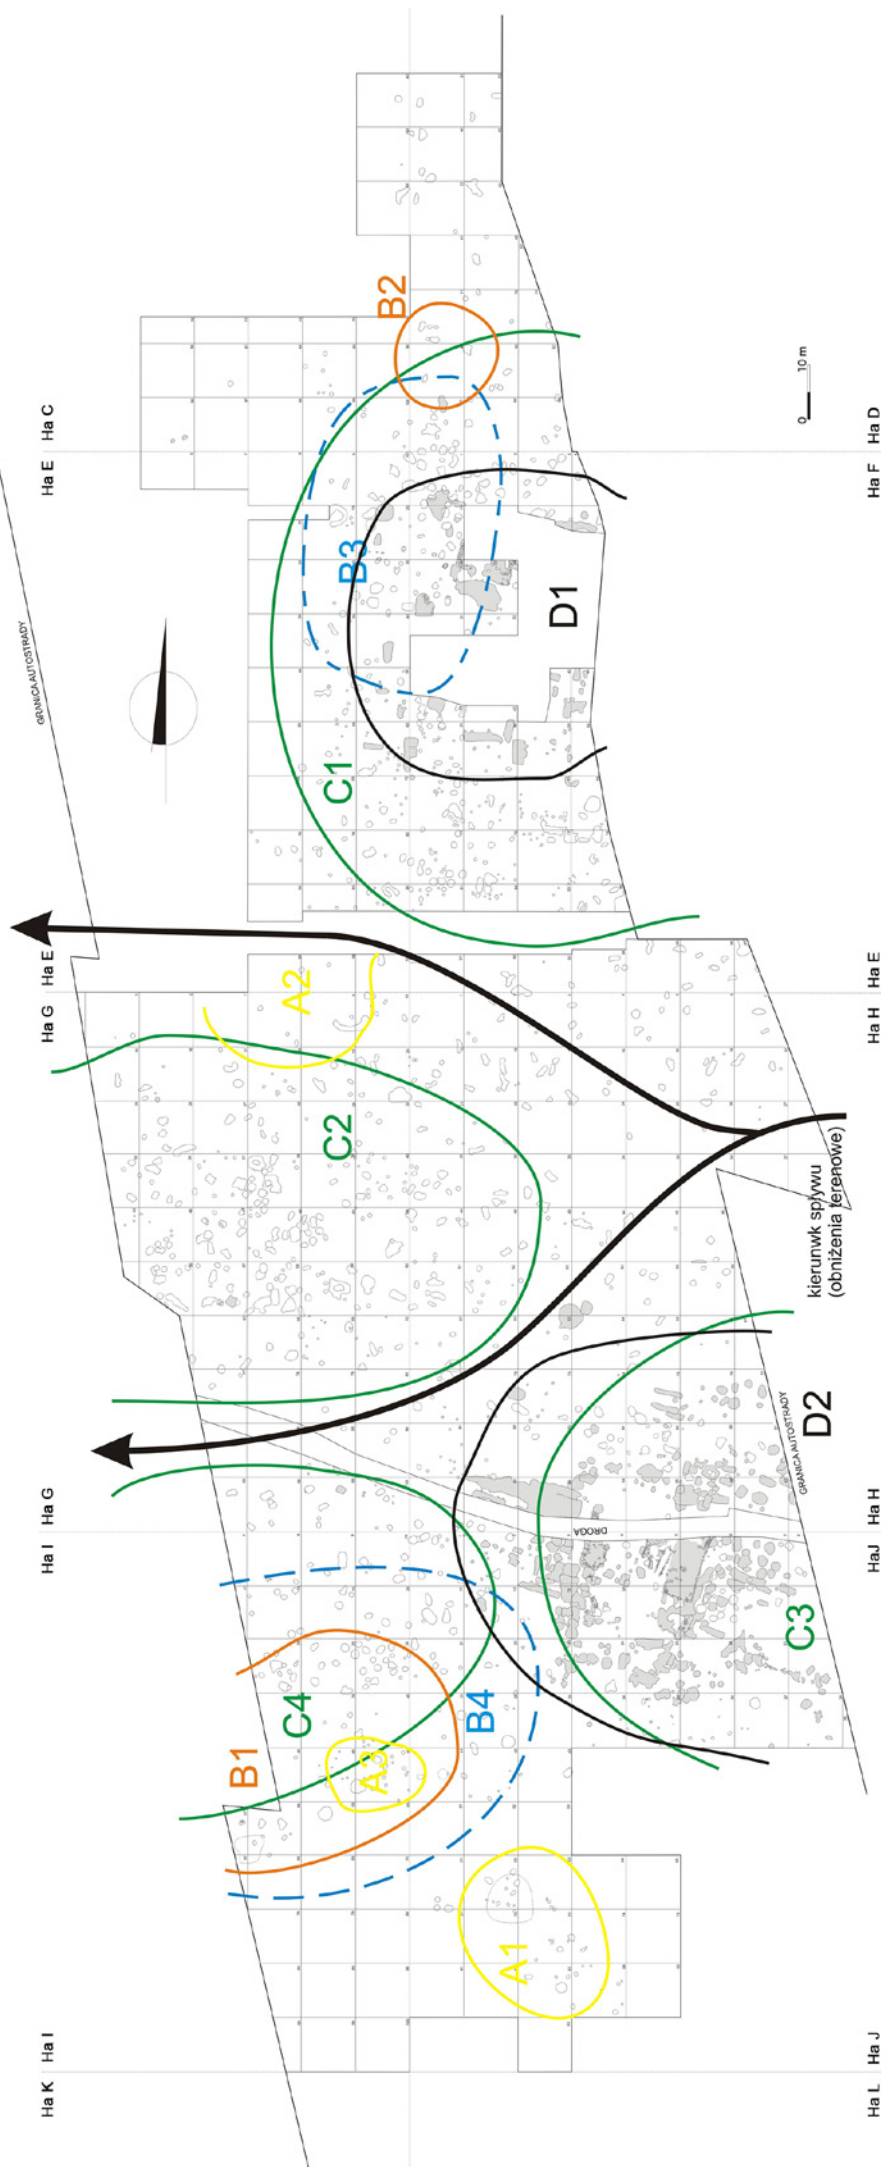 Ha C
Ha E
GRANICA AUTOSTRADY
Ha E
Ha G
Ha G
Ha I
Ha I
Ha K
B2
B3
C1
D1
0 10 m
Ha D
Ha F
A2
C2
Ha E
Ha H
kierunwk spływu
(obniżenia terenowe)
D2
GRANICA AUTOSTRADY
DROGA
Ha H
HaJ
C3
C4
B1
A3
B4
A1
Ha J
Ha L